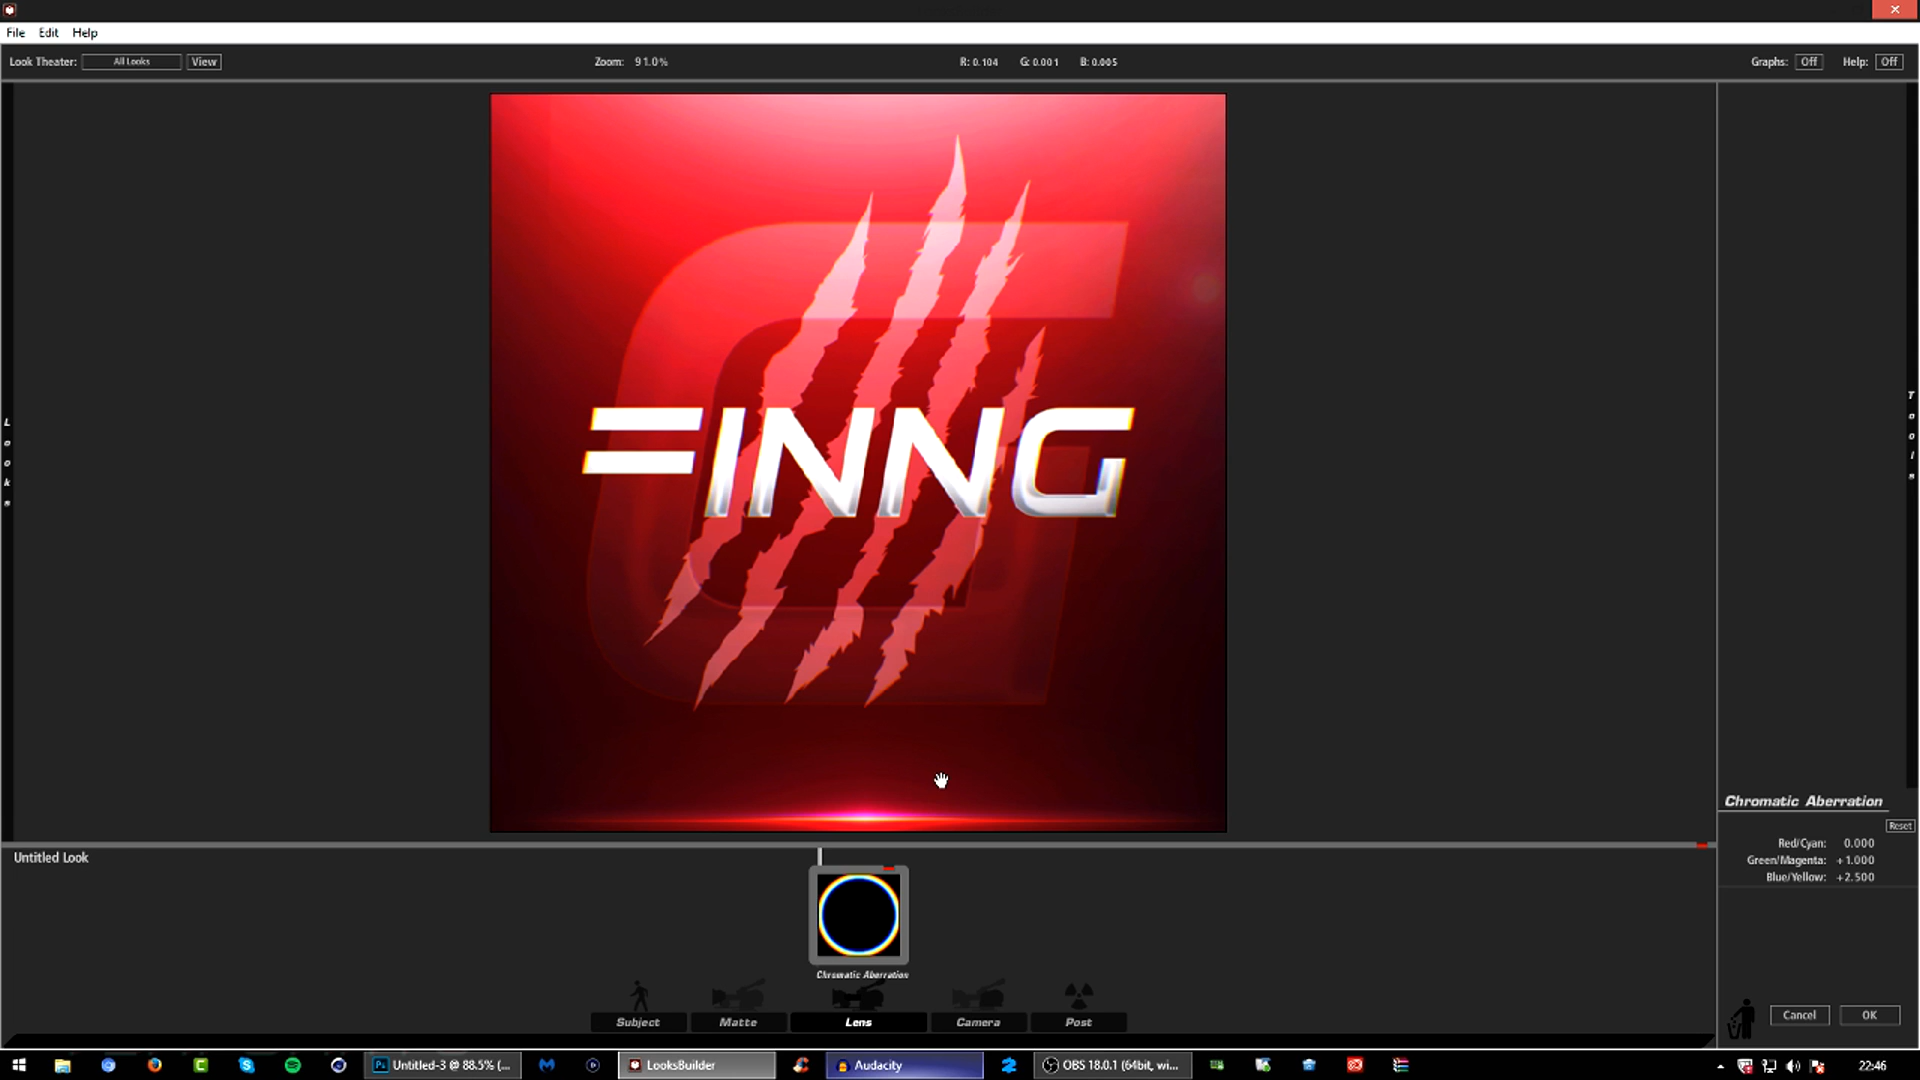 File Edit Help
Look Theater: All Looks View Zoom: 91.0% R: 0.104 G: 0.001 B: 0.005 Graphs: Off Help: Off
Looks
Tools
=INNG
Chromatic Aberration
Reset
Red/Cyan: 0.000
Green/Magenta: +1.000
Blue/Yellow: +2.500
Untitled Look
Chromatic Aberration
Subject Matte Lens Camera Post
Cancel OK
Untitled-3 @ 88.5% (... LooksBuilder Audacity OBS 18.0.1 (64bit, wi... 22:46